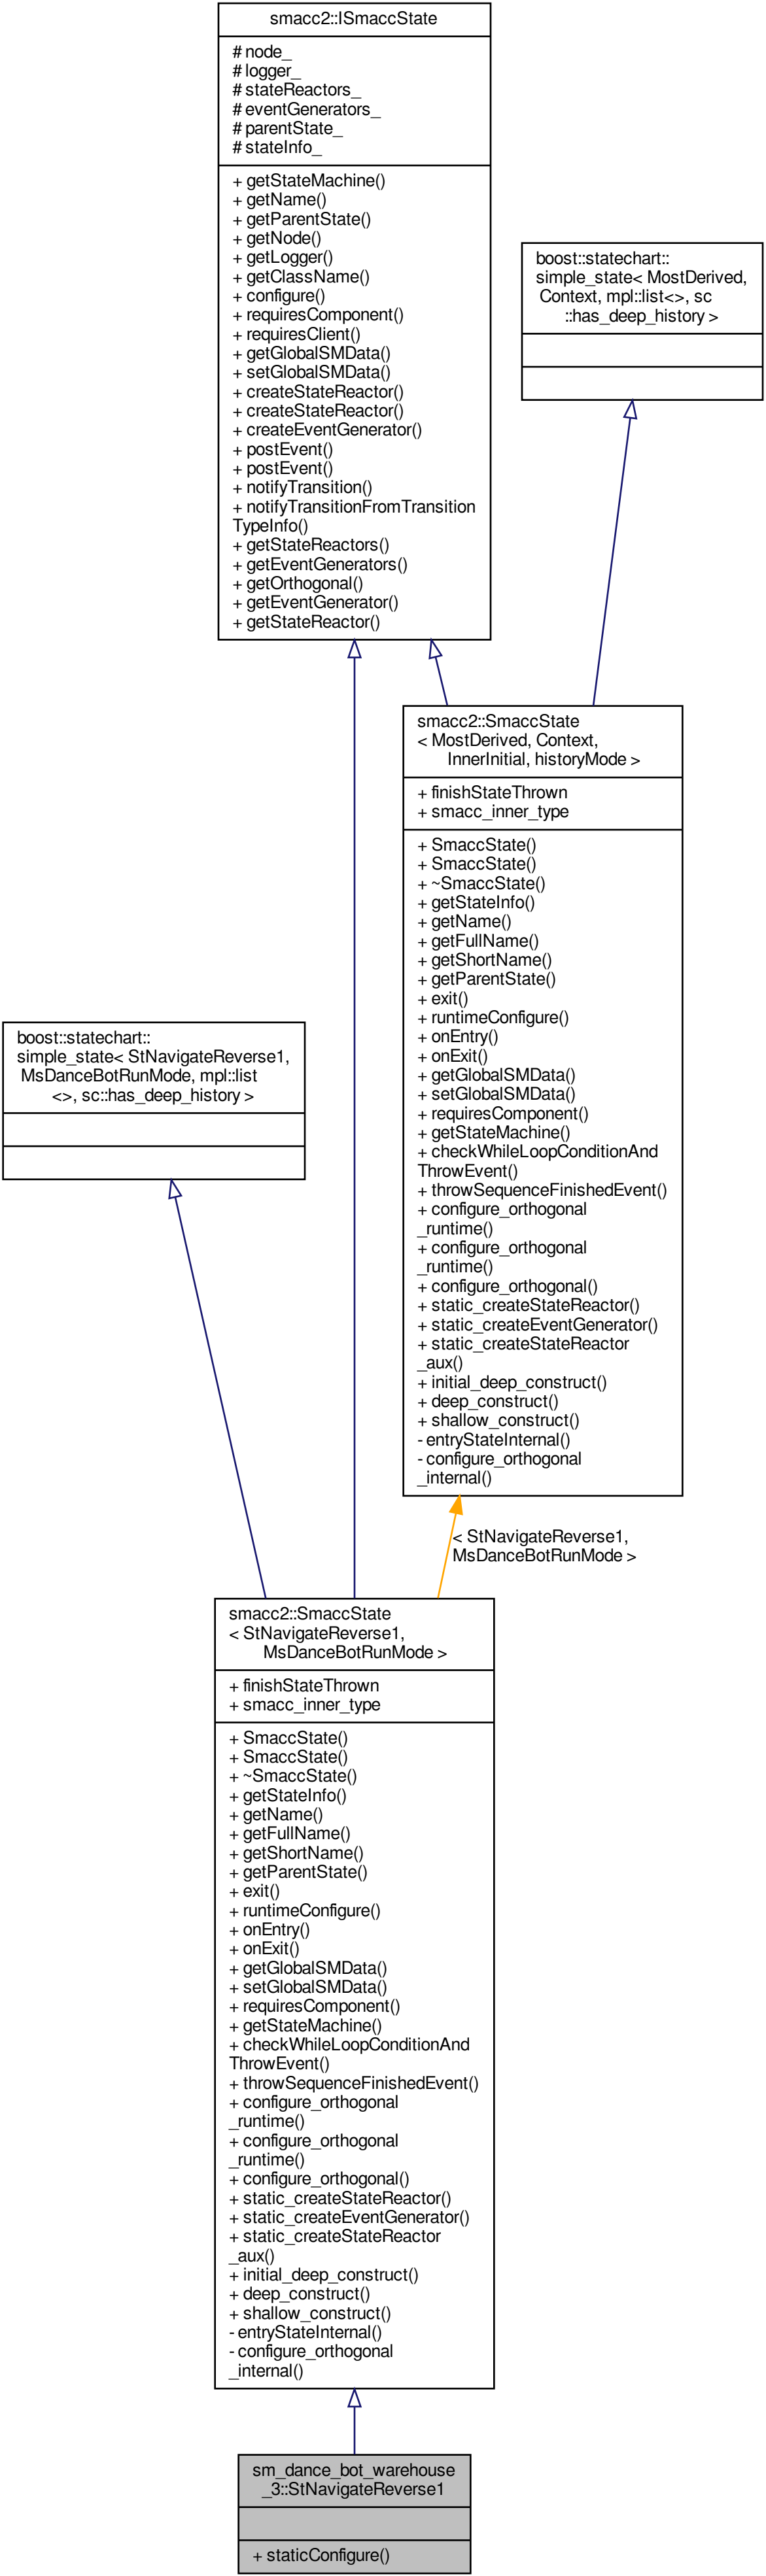 smacc2::ISmaccState
# node_
# logger_
# stateReactors_
# eventGenerators_
# parentState_
# stateInfo_
+ getStateMachine()
+ getName()
+ getParentState()
+ getNode()
+ getLogger()
+ getClassName()
+ configure()
+ requiresComponent()
+ requiresClient()
+ getGlobalSMData()
+ setGlobalSMData()
+ createStateReactor()
+ createStateReactor()
+ createEventGenerator()
+ postEvent()
+ postEvent()
+ notifyTransition()
+ notifyTransitionFromTransition
TypeInfo()
+ getStateReactors()
+ getEventGenerators()
+ getOrthogonal()
+ getEventGenerator()
+ getStateReactor()
boost::statechart::
simple_state< MostDerived,
Context, mpl::list<>, sc
::has_deep_history >
smacc2::SmaccState
< MostDerived, Context,
InnerInitial, historyMode >
+ finishStateThrown
+ smacc_inner_type
+ SmaccState()
+ SmaccState()
+ ~SmaccState()
+ getStateInfo()
+ getName()
+ getFullName()
+ getShortName()
+ getParentState()
+ exit()
+ runtimeConfigure()
+ onEntry()
+ onExit()
+ getGlobalSMData()
+ setGlobalSMData()
+ requiresComponent()
+ getStateMachine()
+ checkWhileLoopConditionAnd
ThrowEvent()
+ throwSequenceFinishedEvent()
+ configure_orthogonal
_runtime()
+ configure_orthogonal
_runtime()
+ configure_orthogonal()
+ static_createStateReactor()
+ static_createEventGenerator()
+ static_createStateReactor
_aux()
+ initial_deep_construct()
+ deep_construct()
+ shallow_construct()
- entryStateInternal()
- configure_orthogonal
_internal()
boost::statechart::
simple_state< StNavigateReverse1,
MsDanceBotRunMode, mpl::list
<>, sc::has_deep_history >
< StNavigateReverse1,
MsDanceBotRunMode >
smacc2::SmaccState
< StNavigateReverse1,
MsDanceBotRunMode >
+ finishStateThrown
+ smacc_inner_type
+ SmaccState()
+ SmaccState()
+ ~SmaccState()
+ getStateInfo()
+ getName()
+ getFullName()
+ getShortName()
+ getParentState()
+ exit()
+ runtimeConfigure()
+ onEntry()
+ onExit()
+ getGlobalSMData()
+ setGlobalSMData()
+ requiresComponent()
+ getStateMachine()
+ checkWhileLoopConditionAnd
ThrowEvent()
+ throwSequenceFinishedEvent()
+ configure_orthogonal
_runtime()
+ configure_orthogonal
_runtime()
+ configure_orthogonal()
+ static_createStateReactor()
+ static_createEventGenerator()
+ static_createStateReactor
_aux()
+ initial_deep_construct()
+ deep_construct()
+ shallow_construct()
- entryStateInternal()
- configure_orthogonal
_internal()
sm_dance_bot_warehouse
_3::StNavigateReverse1
+ staticConfigure()